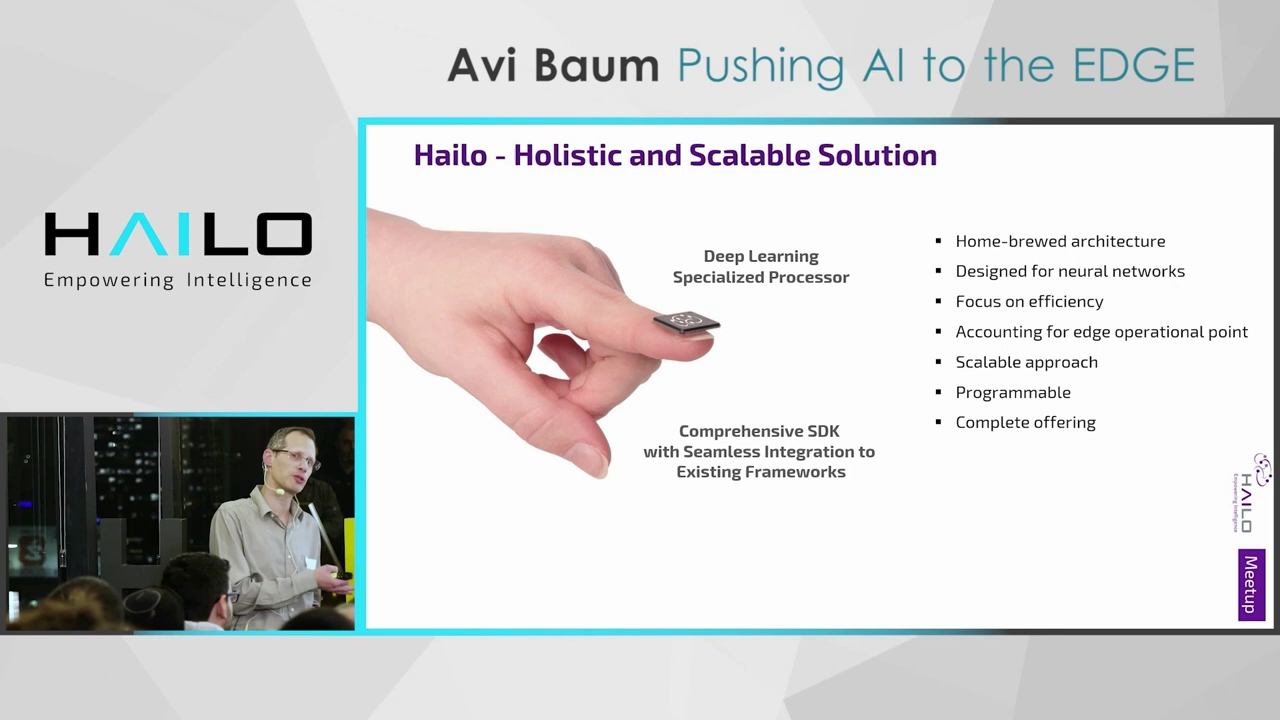 Avi Baum Pushing AI to the EDGE
HAILO
Empowering Intelligence
Hailo - Holistic and Scalable Solution
Deep Learning
Specialized Processor
Comprehensive SDK
with Seamless Integration to
Existing Frameworks
▪ Home-brewed architecture
▪ Designed for neural networks
▪ Focus on efficiency
▪ Accounting for edge operational point
▪ Scalable approach
▪ Programmable
▪ Complete offering
HAILO
Empowering Intelligence
Meetup